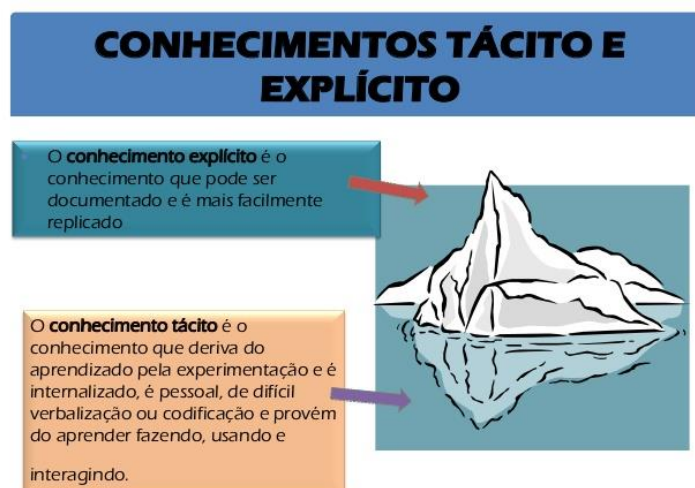 CONHECIMENTOS TÁCITO E
EXPLÍCITO
• O conhecimento explícito é o
conhecimento que pode ser
documentado e é mais facilmente
replicado
O conhecimento tácito é o
conhecimento que deriva do
aprendizado pela experimentação e é
internalizado, é pessoal, de difícil
verbalização ou codificação e provém
do aprender fazendo, usando e
interagindo.